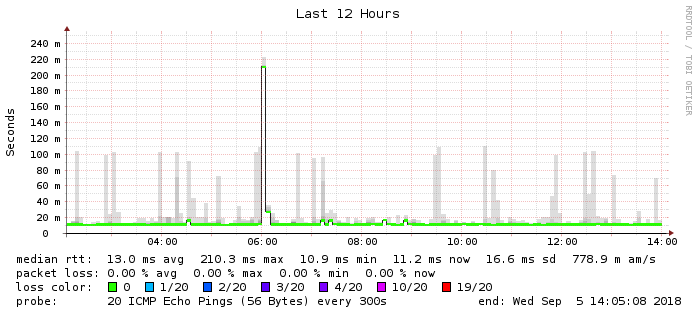 Last 12 Hours
RRDTOOL / TOBI OETIKER
Seconds
240 m
220 m
200 m
180 m
160 m
140 m
120 m
100 m
80 m
60 m
40 m
20 m
0
04:00 06:00 08:00 10:00 12:00 14:00
median rtt: 13.0 ms avg 210.3 ms max 10.9 ms min 11.2 ms now 16.6 ms sd 778.9 m am/s
packet loss: 0.00 % avg 0.00 % max 0.00 % min 0.00 % now
loss color: 0 1/20 2/20 3/20 4/20 10/20 19/20
probe: 20 ICMP Echo Pings (56 Bytes) every 300s end: Wed Sep 5 14:05:08 2018